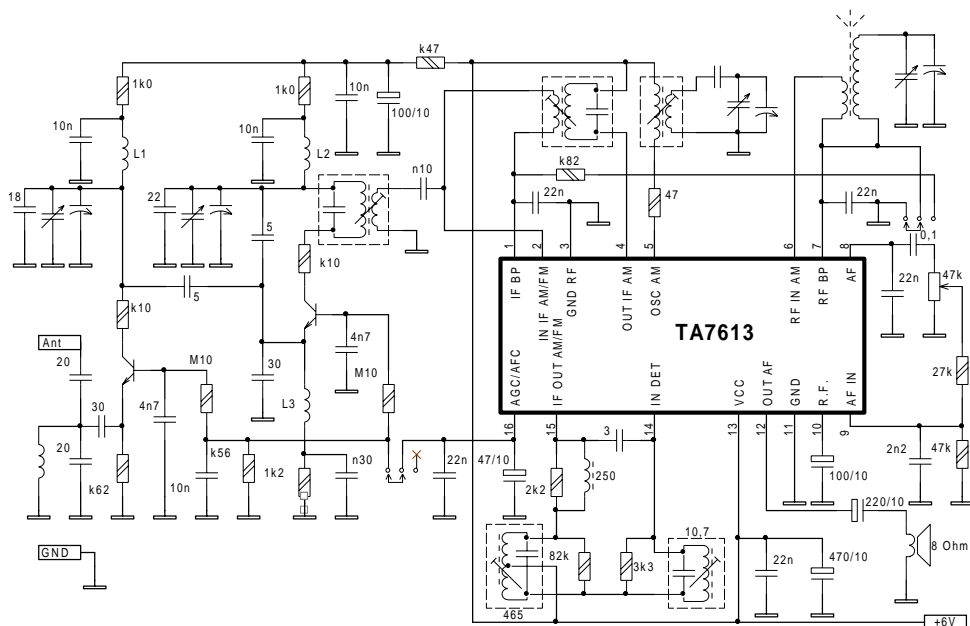 k47
1k0
1k0
10n
100/10
10n
10n
L1
L2
n10
k82
18
22
22n
22n
47
5
0,1
1
2
3
4
5
6
7
8
IF BP
IN IF AM/FM
GND RF
OUT IF AM
OSC AM
RF IN AM
RF BP
AF
22n
47k
k10
5
k10
TA7613
Ant
20
M10
4n7
30
M10
27k
AGC/AFC
IF OUT AM/FM
IN DET
VCC
OUT AF
GND
R.F.
AF IN
L3
30
4n7
k56
16
15
14
13
12
11
10
9
3
20
k62
10n
1k2
n30
22n
47/10
2k2
250
100/10
2n2
47k
220/10
10,7
8 Ohm
GND
82k
3k3
22n
470/10
465
+6V